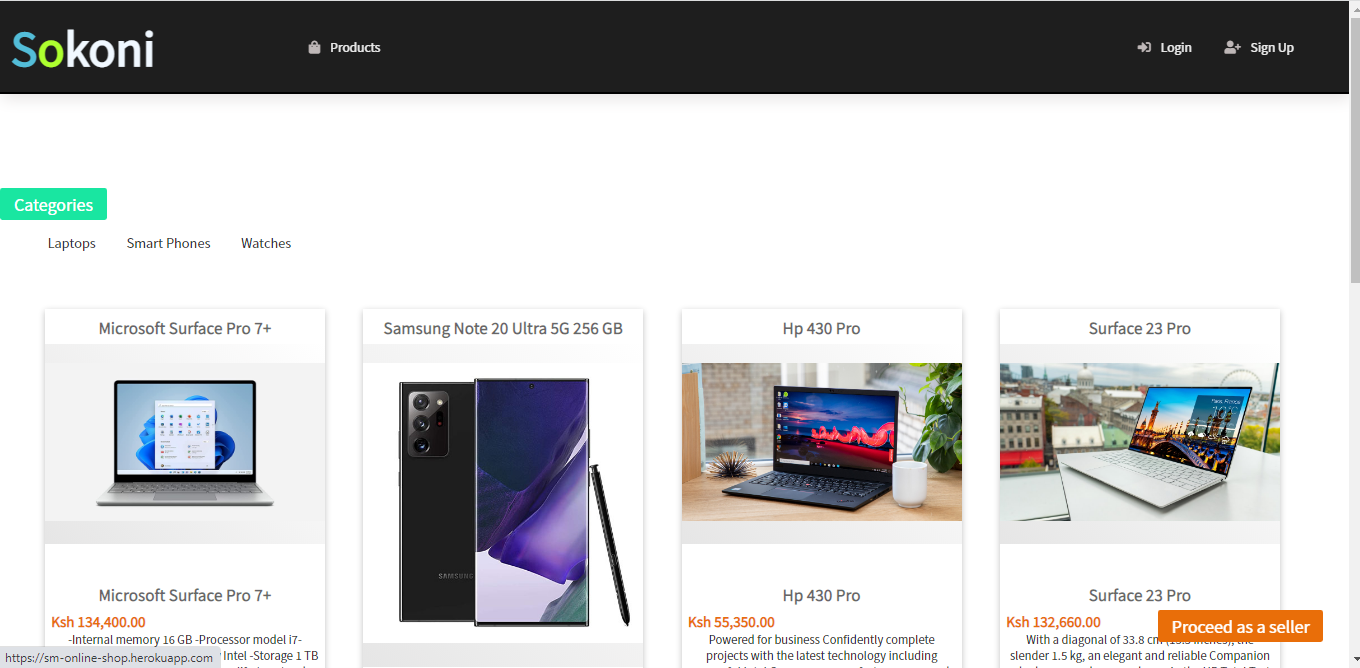 Sokoni
Products
Login
Sign Up
Categories
Laptops
Smart Phones
Watches
Microsoft Surface Pro 7+
Samsung Note 20 Ultra 5G 256 GB
Hp 430 Pro
Surface 23 Pro
SAMSUNG
Microsoft Surface Pro 7+
Ksh 134,400.00
-Internal memory 16 GB -Processor model i7-
Intel -Storage 1 TB
Hp 430 Pro
Ksh 55,350.00
Powered for business Confidently complete
projects with the latest technology including
Surface 23 Pro
Ksh 132,660.00
With a diagonal of 33.8 cm (13.3 inches), the
slender 1.5 kg, an elegant and reliable Companion
Proceed as a seller
https://sm-online-shop.herokuapp.com